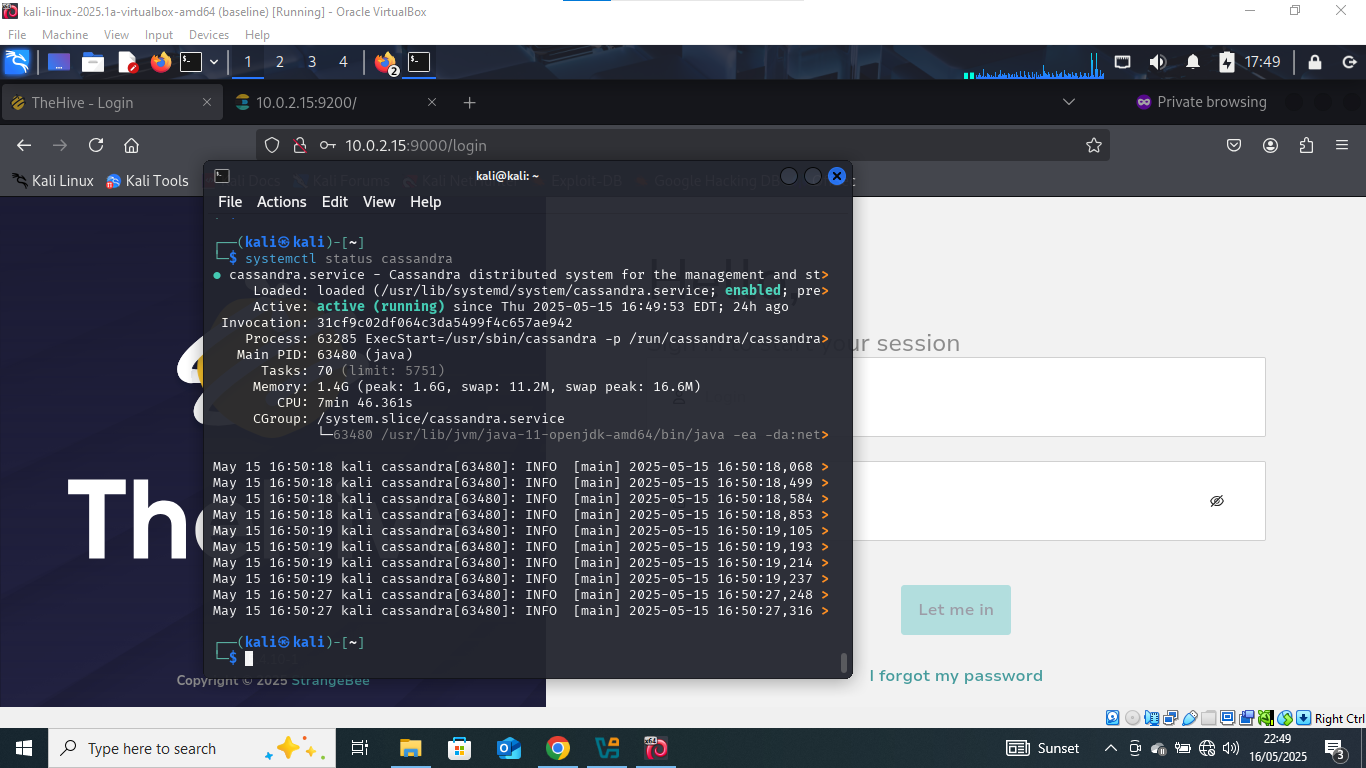 kali-linux-2025.1a-virtualbox-amd64 (baseline) [Running] - Oracle VirtualBox
File Machine View Input Devices Help
1 2 3 4 2 17:49
TheHive - Login 10.0.2.15:9200/ Private browsing
10.0.2.15:9000/login
Kali Linux Kali Tools Kali Docs Kali Forums Kali NetHunter Exploit-DB Google Hacking DB
kali@kali: ~
File Actions Edit View Help
┌──(kali㉿kali)-[~]
└─$ systemctl status cassandra
● cassandra.service - Cassandra distributed system for the management and st>
Loaded: loaded (/usr/lib/systemd/system/cassandra.service; enabled; pre>
Active: active (running) since Thu 2025-05-15 16:49:53 EDT; 24h ago
Invocation: 31cf9c02df064c3da5499f4c657ae942
Process: 63285 ExecStart=/usr/sbin/cassandra -p /run/cassandra/cassandra>
Main PID: 63480 (java)
Tasks: 70 (limit: 5751)
Memory: 1.4G (peak: 1.6G, swap: 11.2M, swap peak: 16.6M)
CPU: 7min 46.361s
CGroup: /system.slice/cassandra.service
└─63480 /usr/lib/jvm/java-11-openjdk-amd64/bin/java -ea -da:net>
May 15 16:50:18 kali cassandra[63480]: INFO [main] 2025-05-15 16:50:18,068 >
May 15 16:50:18 kali cassandra[63480]: INFO [main] 2025-05-15 16:50:18,499 >
May 15 16:50:18 kali cassandra[63480]: INFO [main] 2025-05-15 16:50:18,584 >
May 15 16:50:18 kali cassandra[63480]: INFO [main] 2025-05-15 16:50:18,853 >
May 15 16:50:19 kali cassandra[63480]: INFO [main] 2025-05-15 16:50:19,105 >
May 15 16:50:19 kali cassandra[63480]: INFO [main] 2025-05-15 16:50:19,193 >
May 15 16:50:19 kali cassandra[63480]: INFO [main] 2025-05-15 16:50:19,214 >
May 15 16:50:19 kali cassandra[63480]: INFO [main] 2025-05-15 16:50:19,237 >
May 15 16:50:27 kali cassandra[63480]: INFO [main] 2025-05-15 16:50:27,248 >
May 15 16:50:27 kali cassandra[63480]: INFO [main] 2025-05-15 16:50:27,316 >
┌──(kali㉿kali)-[~]
└─$
your session
The
Let me in
I forgot my password
Copyright © 2025 StrangeBee
Right Ctrl
Type here to search
Sunset
22:49
16/05/2025
3